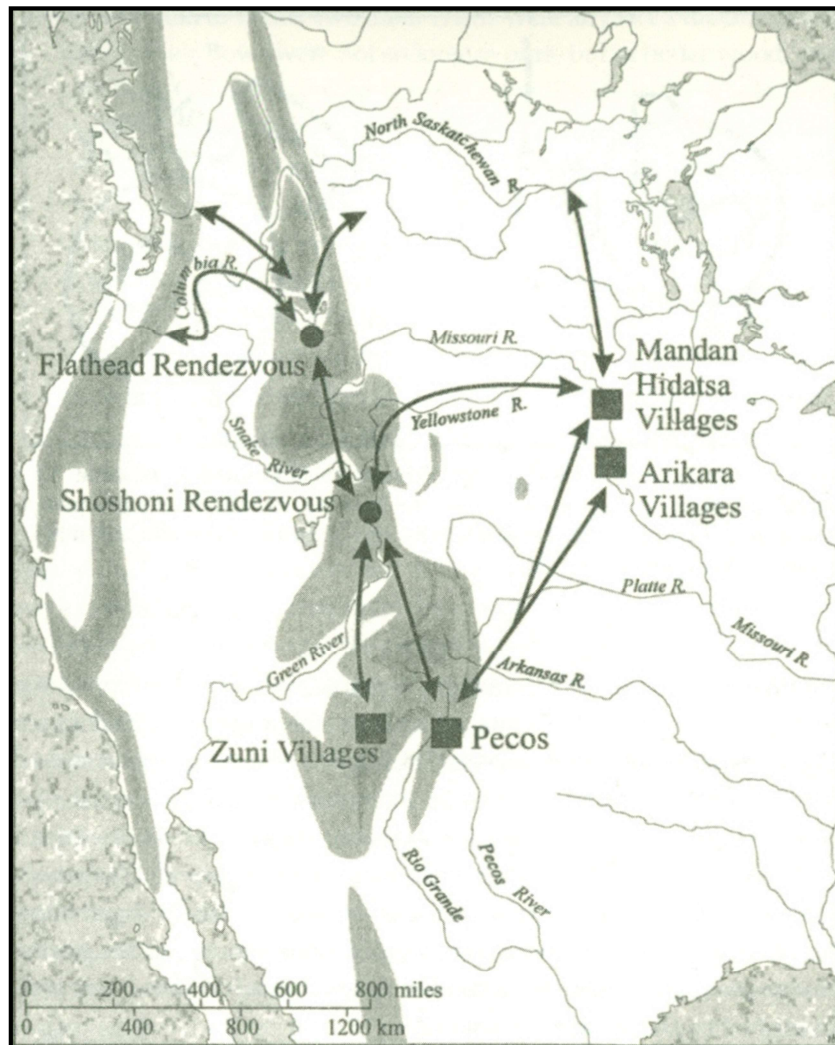 North Saskatchewan R.
Columbia R.
Flathead Rendezvous
Missouri R.
Mandan
Hidatsa
Villages
Yellowstone R.
Snake River
Arikara
Villages
Shoshoni Rendezvous
Platte R.
Missouri R.
Green River
Arkansas R.
Zuni Villages
Pecos
Rio Grande
Pecos River
0 200 400 600 800 miles
0 400 800 1200 km